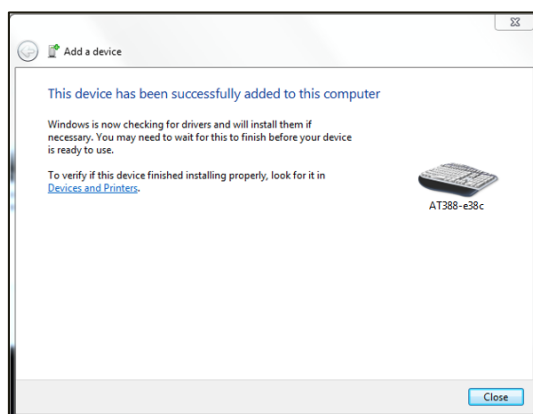 Add a device
This device has been successfully added to this computer
Windows is now checking for drivers and will install them if
necessary. You may need to wait for this to finish before your device
is ready to use.
To verify if this device finished installing properly, look for it in
Devices and Printers.
AT388-e38c
Close